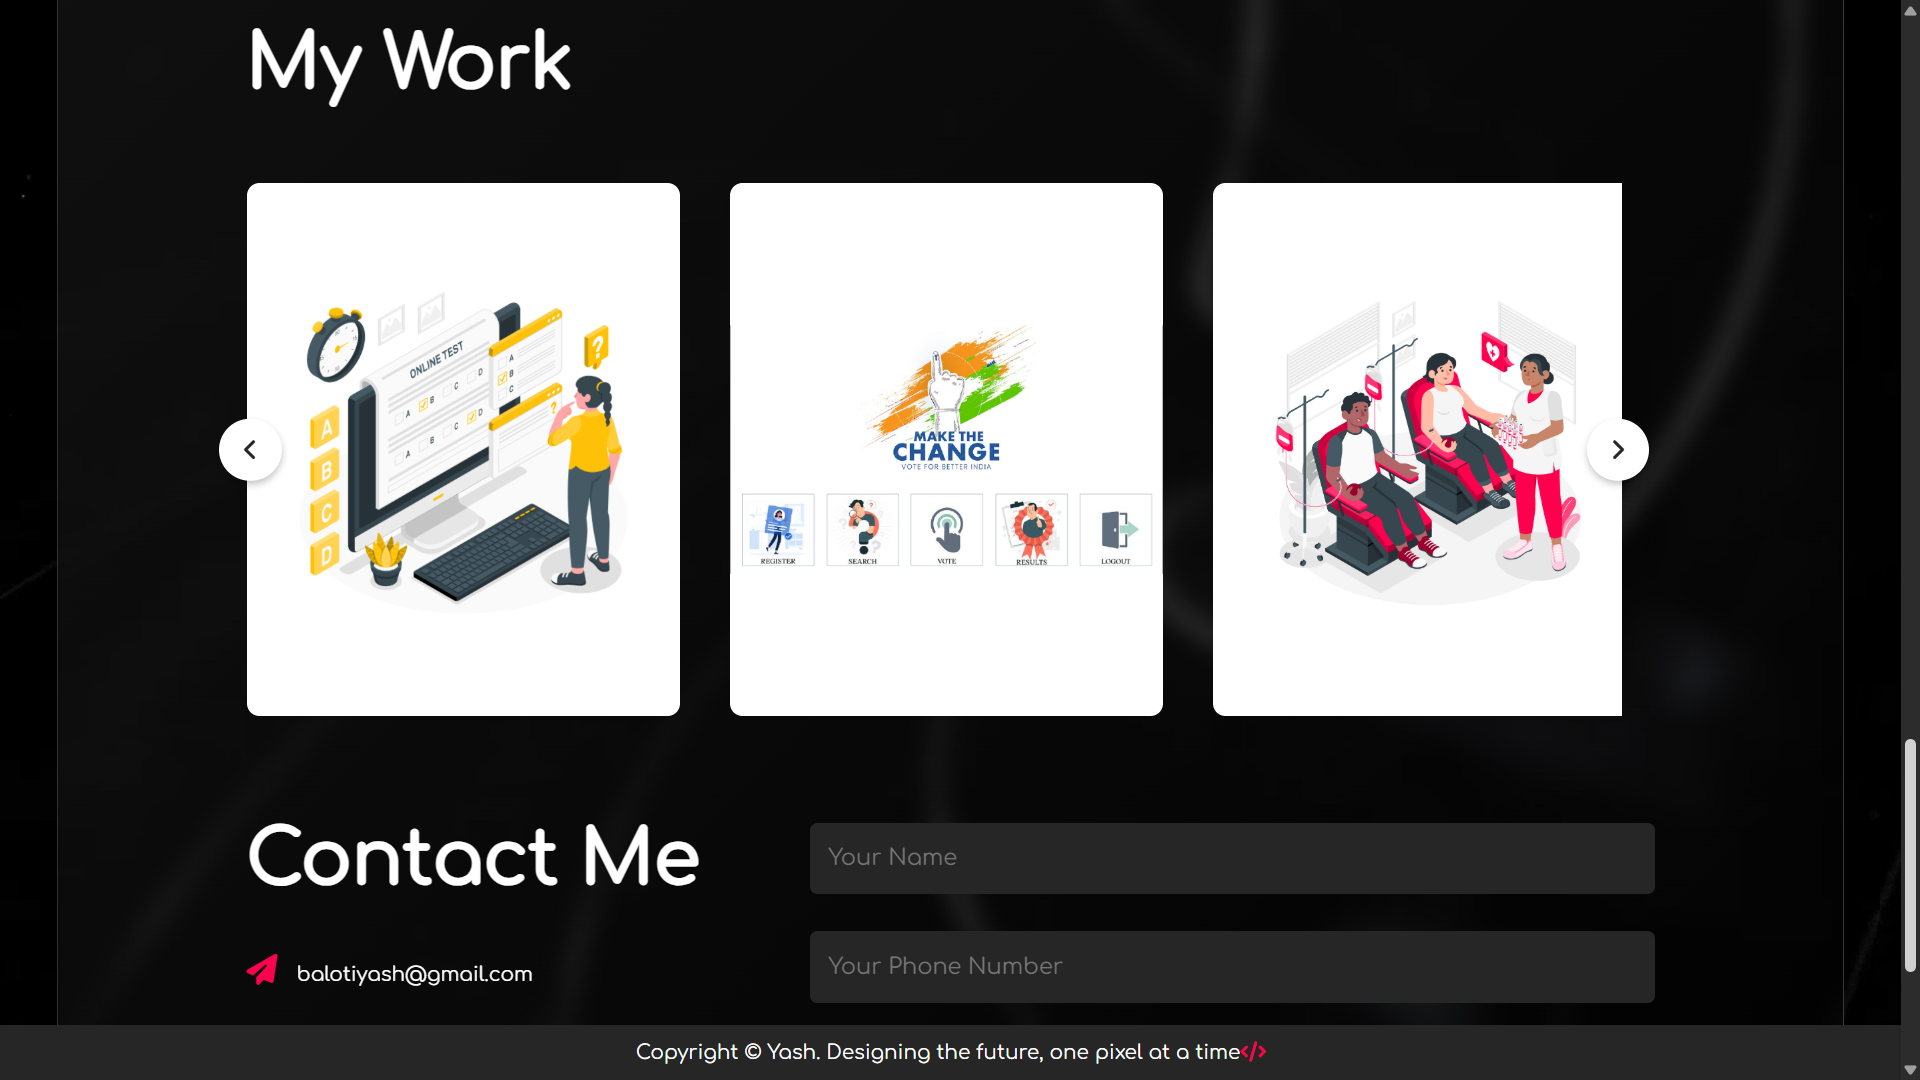 My Work
ONLINE TEST
A
B
C
D
A
B
C
D
A
B
C
D
A
B
C
?
?
MAKE THE
CHANGE
VOTE FOR BETTER INDIA
REGISTER
SEARCH
VOTE
RESULTS
LOGOUT
Contact Me
Your Name
Your Phone Number
balotiyash@gmail.com
Copyright © Yash. Designing the future, one pixel at a time</>